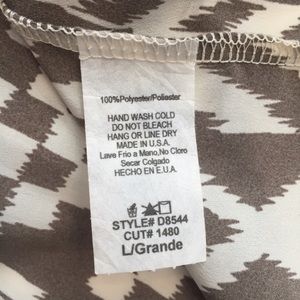 100%Polyester/Poliester
HAND WASH COLD
DO NOT BLEACH
HANG OR LINE DRY
MADE IN U.S.A.
Lave Frio a Mano,No Cloro
Secar Colgado
HECHO EN E.U.A.
STYLE# D8544
CUT# 1480
L/Grande